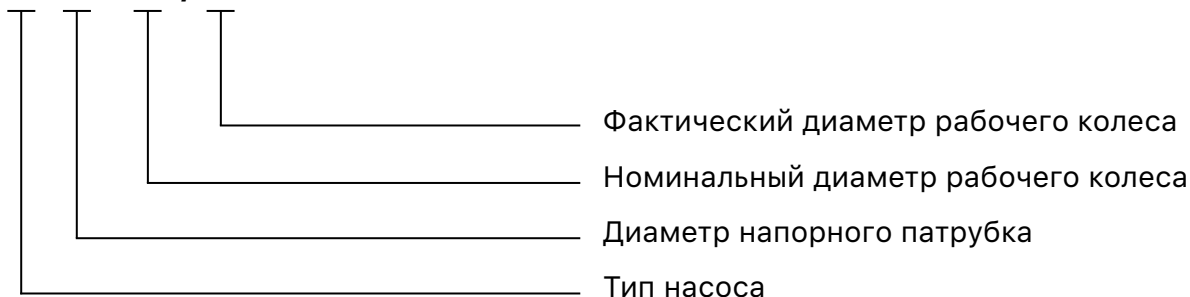 Фактический диаметр рабочего колеса
Номинальный диаметр рабочего колеса
Диаметр напорного патрубка
Тип насоса